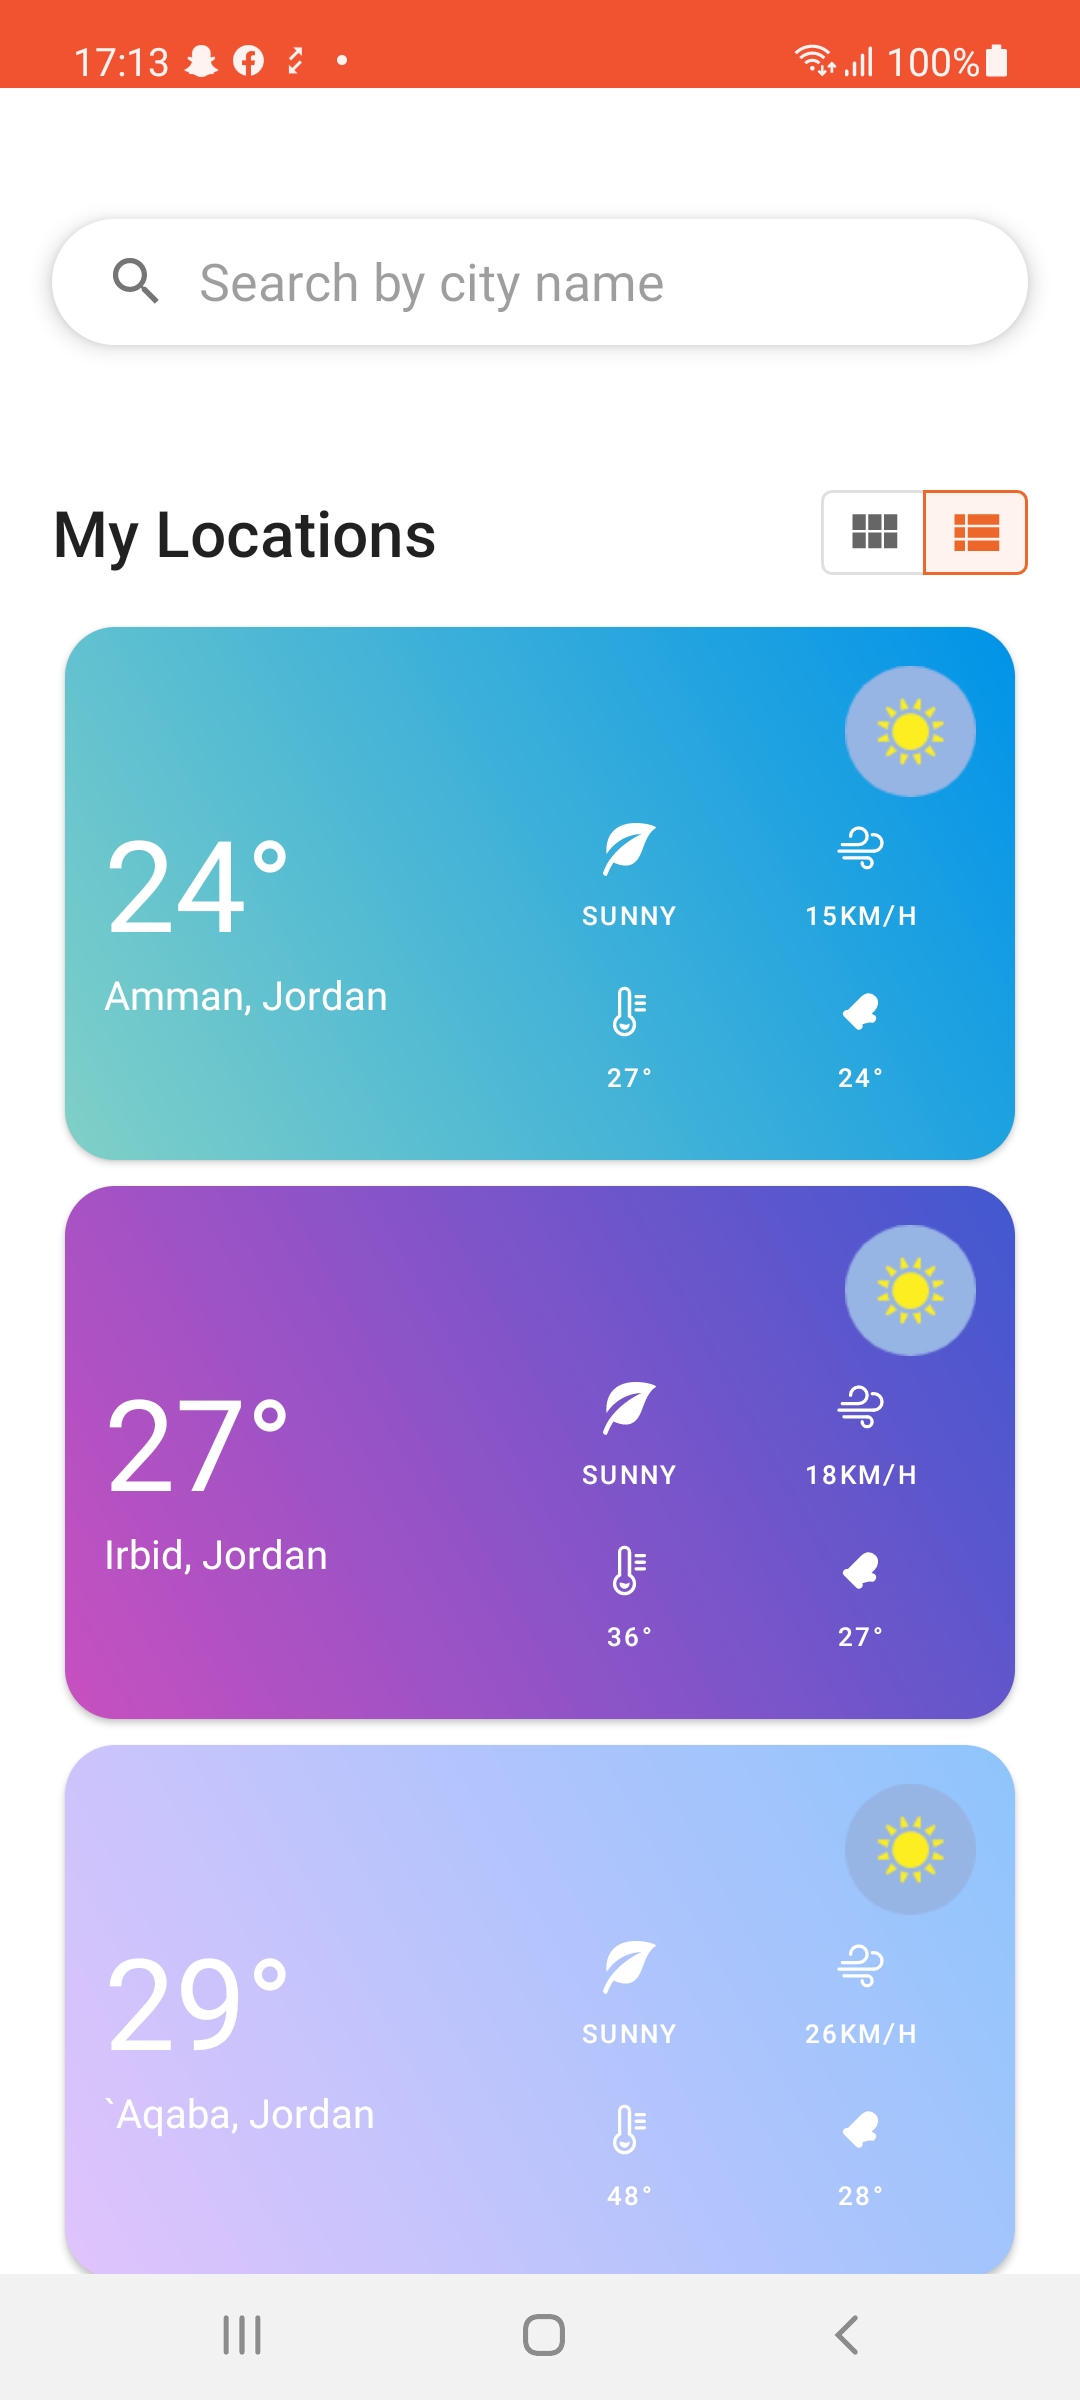 17:13
100%
Search by city name
My Locations
24°
SUNNY
15KM/H
Amman, Jordan
27°
24°
27°
SUNNY
18KM/H
Irbid, Jordan
36°
27°
29°
SUNNY
26KM/H
`Aqaba, Jordan
48°
28°